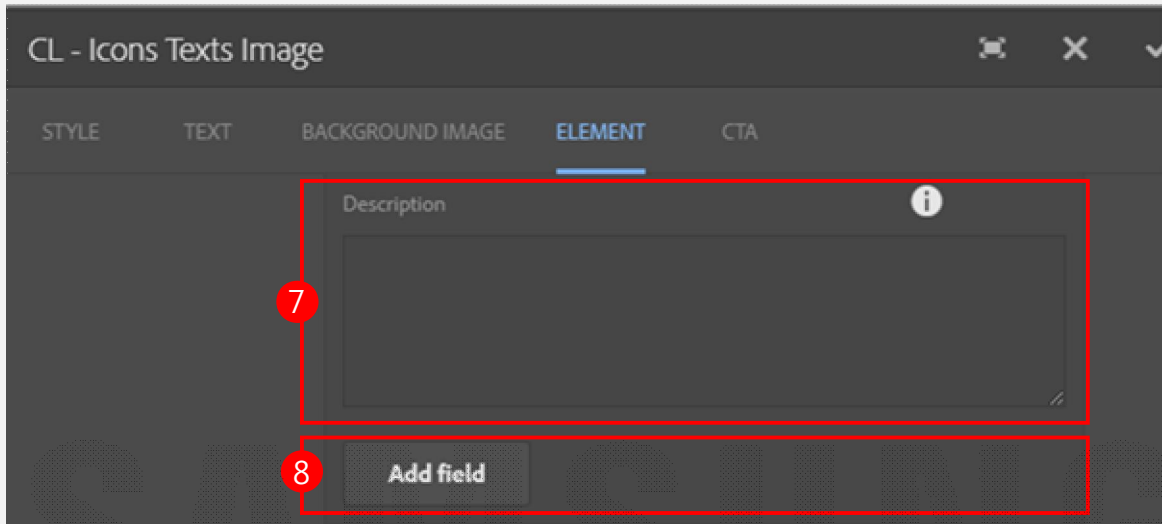 CL - Icons Texts Image
STYLE TEXT BACKGROUND IMAGE ELEMENT CTA
Description
7
8 Add field